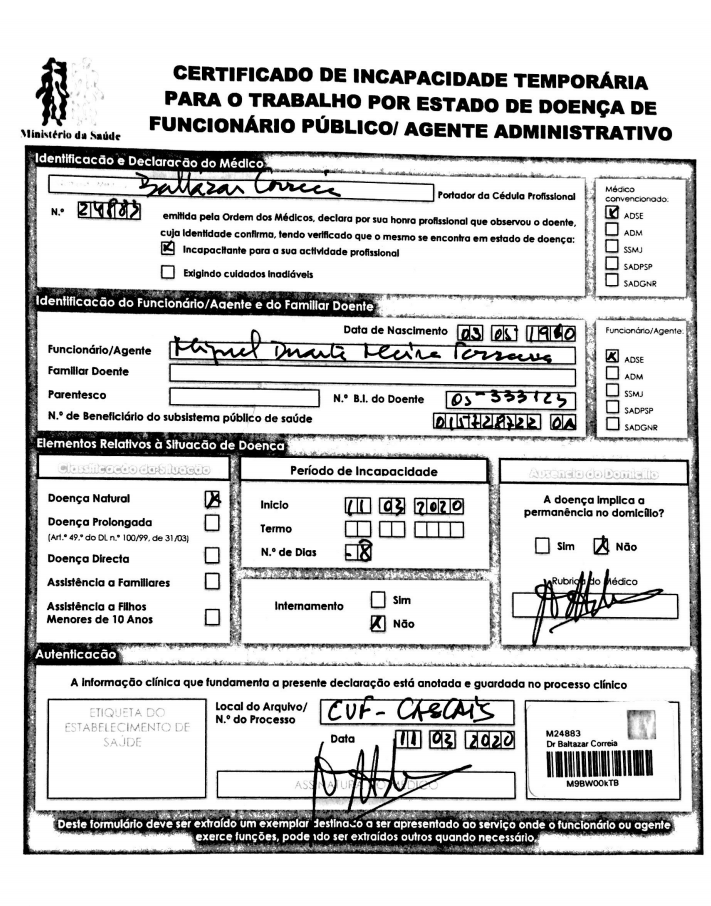 CERTIFICADO DE INCAPACIDADE TEMPORÁRIA
PARA O TRABALHO POR ESTADO DE DOENÇA DE
FUNCIONÁRIO PÚBLICO/ AGENTE ADMINISTRATIVO
Ministério da Saúde
Identificação e Declaração do Médico
Baltazar Correia
Portador da Cédula Profissional
N.º 24883
emitida pela Ordem dos Médicos, declara por sua honra profissional que observou o doente,
cuja identidade confirma, tendo verificado que o mesmo se encontra em estado de doença:
X Incapacitante para a sua actividade profissional
Exigindo cuidados Inadiáveis
Médico
convencionado:
X ADSE
ADM
SSMJ
SADPSP
SADGNR
Identificação do Funcionário/Agente e do Familiar Doente
Data de Nascimento 03 05 1960
Funcionário/Agente Miguel Duarte
Familiar Doente
Parentesco
N.º B.I. do Doente 05-333125
N.º de Beneficiário do subsistema público de saúde 015728722 0A
Funcionário/Agente:
X ADSE
ADM
SSMJ
SADPSP
SADGNR
Elementos Relativos à Situação de Doença
Classificação da Situação
Doença Natural X
Doença Prolongada
(Art.º 49.º do DL n.º 100/99, de 31/03)
Doença Directa
Assistência a Familiares
Assistência a Filhos
Menores de 10 Anos
Período de Incapacidade
Início 11 03 2020
Termo
N.º de Dias -8
Internamento
Sim
X Não
Ausência do Domicílio
A doença implica a
permanência no domicílio?
Sim X Não
Rubrica do Médico
Autenticação
A informação clínica que fundamenta a presente declaração está anotada e guardada no processo clínico
ETIQUETA DO
ESTABELECIMENTO DE
SAÚDE
Local do Arquivo/
N.º do Processo
CUF - CASCAIS
Data 11 03 2020
ASSINATURA DO MÉDICO
M24883
Dr Baltazar Correia
M9BW00kTB
Deste formulário deve ser extraído um exemplar destinado a ser apresentado ao serviço onde o funcionário ou agente
exerce funções, podendo ser extraídos outros quando necessário.